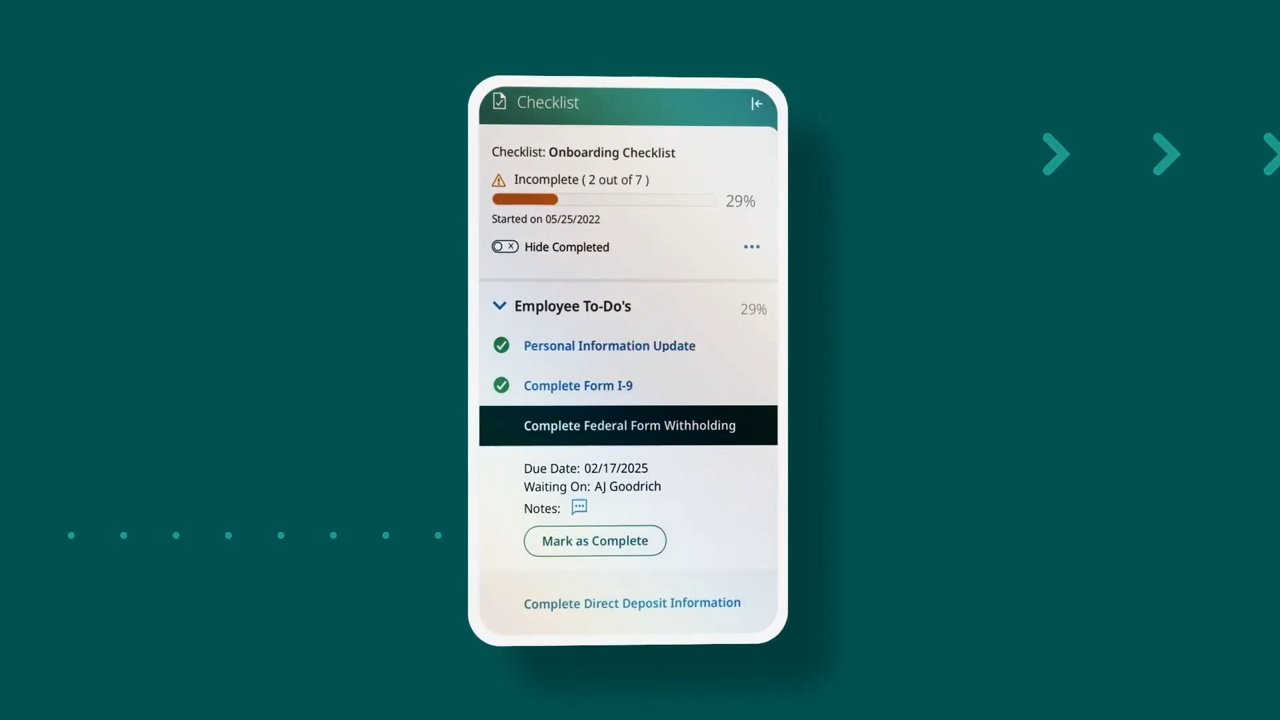 Checklist
Checklist: Onboarding Checklist
Incomplete ( 2 out of 7 )
29%
Started on 05/25/2022
Hide Completed
Employee To-Do's
29%
Personal Information Update
Complete Form I-9
Complete Federal Form Withholding
Due Date: 02/17/2025
Waiting On: AJ Goodrich
Notes:
Mark as Complete
Complete Direct Deposit Information